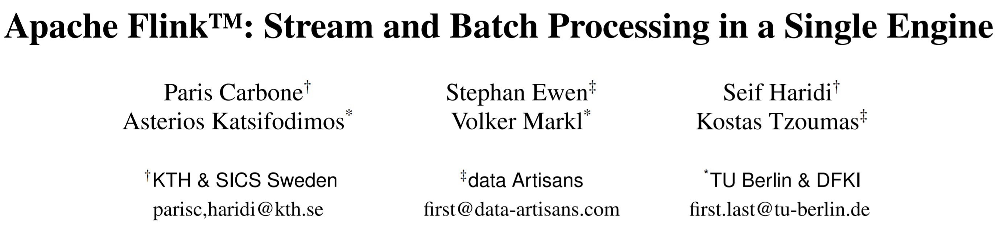 Apache Flink™: Stream and Batch Processing in a Single Engine
Paris Carbone† Stephan Ewen‡ Seif Haridi†
Asterios Katsifodimos* Volker Markl* Kostas Tzoumas‡
†KTH & SICS Sweden ‡data Artisans *TU Berlin & DFKI
parisc,haridi@kth.se first@data-artisans.com first.last@tu-berlin.de